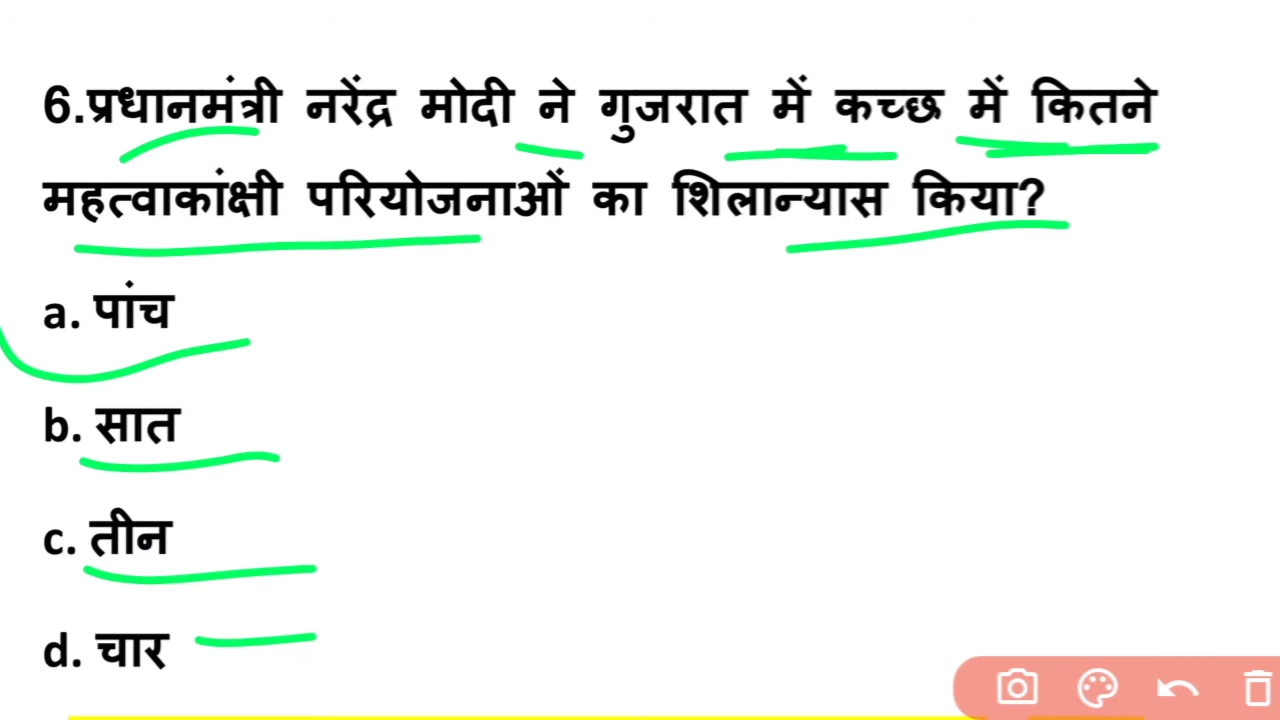 6.प्रधानमंत्री नरेंद्र मोदी ने गुजरात में कच्छ में कितने
महत्वाकांक्षी परियोजनाओं का शिलान्यास किया?
a. पांच
b. सात
c. तीन
d. चार